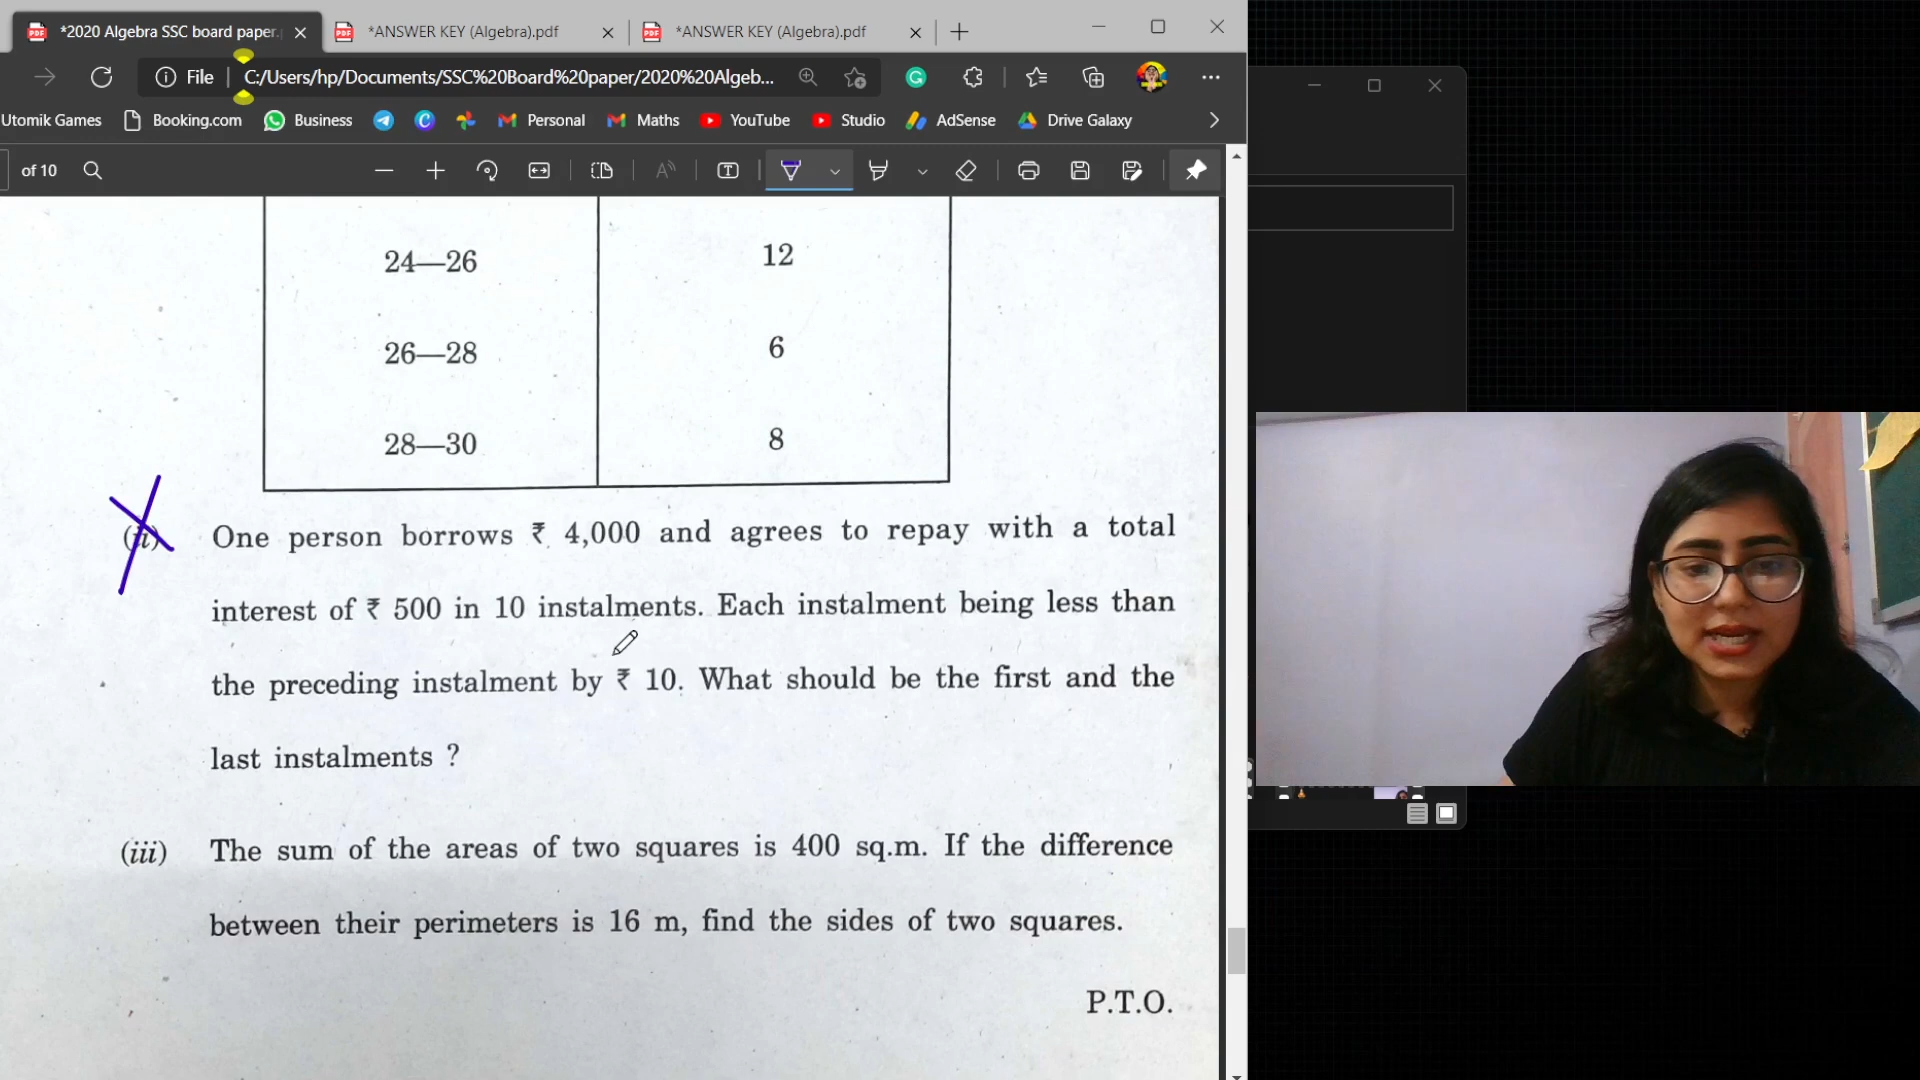 *2020 Algebra SSC board paper.
*ANSWER KEY (Algebra).pdf
*ANSWER KEY (Algebra).pdf
File
C:/Users/hp/Documents/SSC%20Board%20paper/2020%20Algeb...
Utomik Games
Booking.com
Business
Personal
Maths
YouTube
Studio
AdSense
Drive Galaxy
of 10
24—26 12
26—28 6
28—30 8
(ii) One person borrows ₹ 4,000 and agrees to repay with a total
interest of ₹ 500 in 10 instalments. Each instalment being less than
the preceding instalment by ₹ 10. What should be the first and the
last instalments ?
(iii) The sum of the areas of two squares is 400 sq.m. If the difference
between their perimeters is 16 m, find the sides of two squares.
P.T.O.